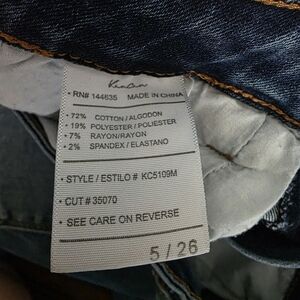 KanCan
• RN# 144635 MADE IN CHINA
• 72% COTTON / ALGODON
• 19% POLYESTER / POLIESTER
• 7% RAYON/RAYON
• 2% SPANDEX / ELASTANO
• STYLE / ESTILO # KC5109M
• CUT # 35070
• SEE CARE ON REVERSE
5 / 26